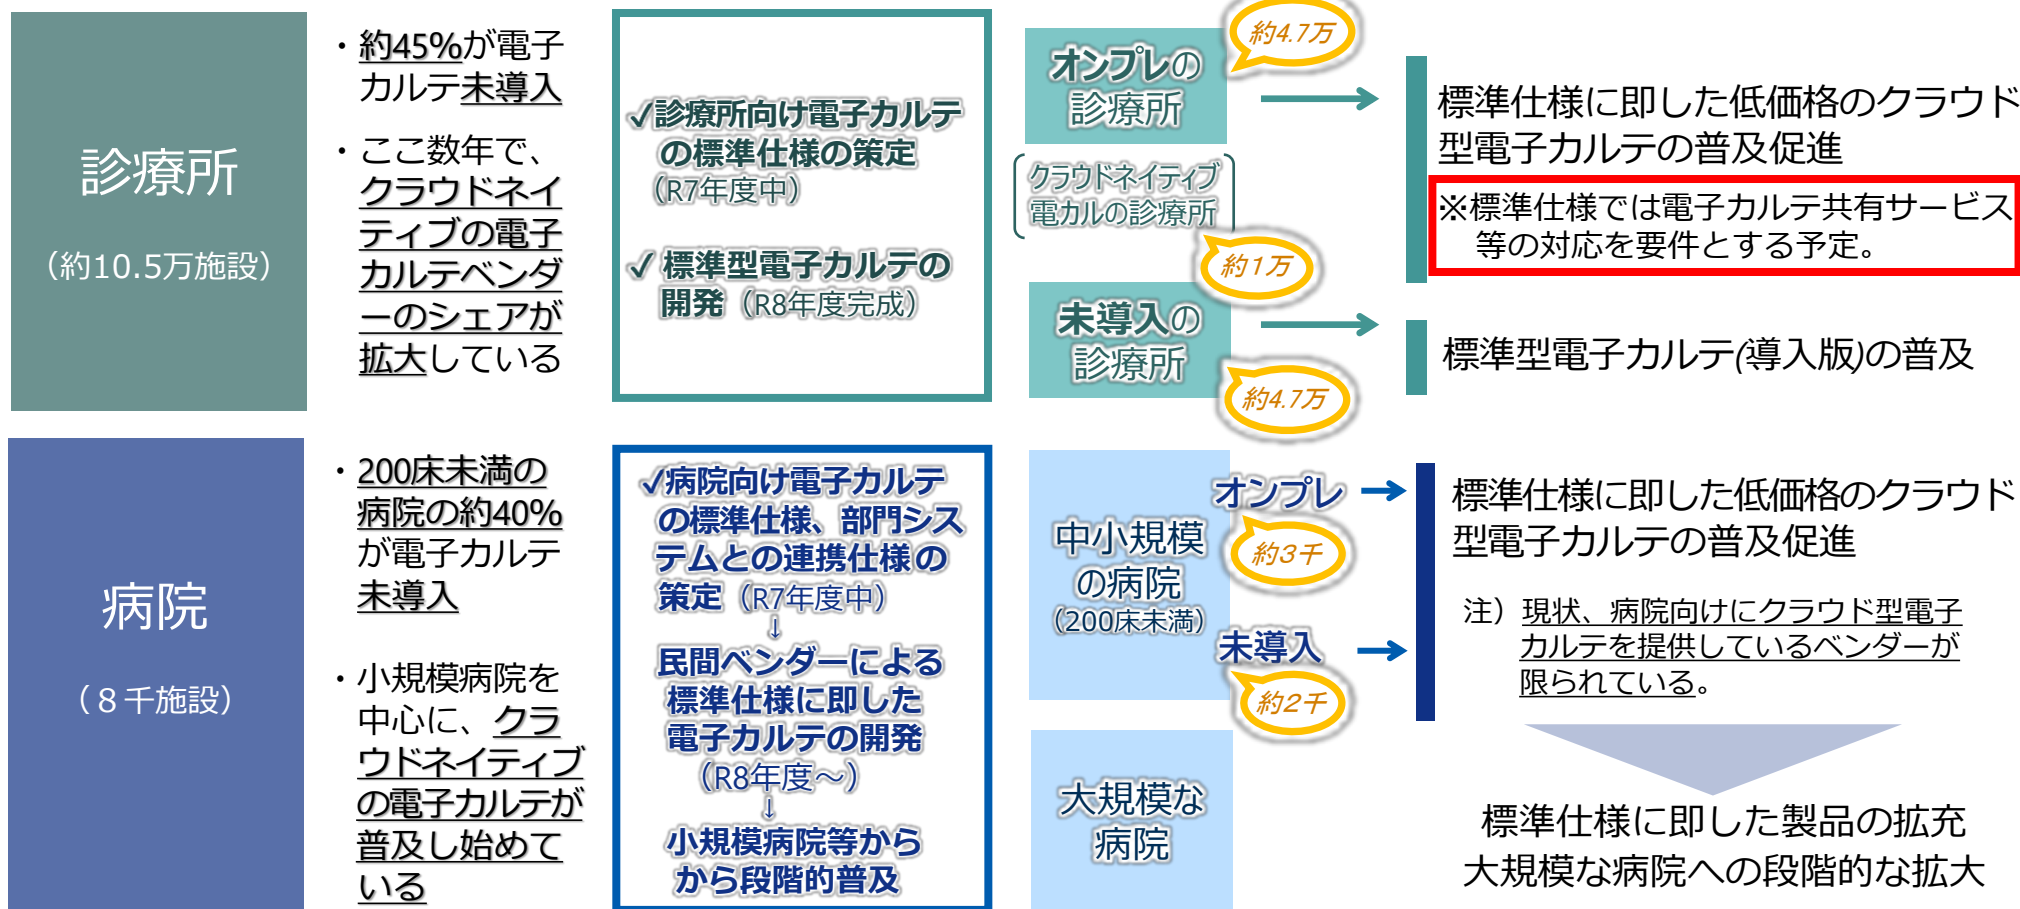 診療所
（約10.5万施設）
・約45%が電子
カルテ未導入
・ここ数年で、
クラウドネイ
ティブの電子
カルテベンダ
ーのシェアが
拡大している
✓診療所向け電子カルテ
の標準仕様の策定
（R7年度中）
✓ 標準型電子カルテの
開発（R8年度完成）
オンプレの
診療所
約4.7万
クラウドネイティブ
電カルの診療所
約１万
未導入の
診療所
約4.7万
標準仕様に即した低価格のクラウド
型電子カルテの普及促進
※標準仕様では電子カルテ共有サービス
等の対応を要件とする予定。
標準型電子カルテ(導入版)の普及
病院
（８千施設）
・200床未満の
病院の約40%
が電子カルテ
未導入
・小規模病院を
中心に、クラ
ウドネイティブ
の電子カルテが
普及し始めて
いる
✓病院向け電子カルテ
の標準仕様、部門シス
テムとの連携仕様の
策定（R7年度中）
↓
民間ベンダーによる
標準仕様に即した
電子カルテの開発
（R8年度～）
↓
小規模病院等から
から段階的普及
中小規模
の病院
（200床未満）
オンプレ
約３千
未導入
約２千
大規模な
病院
標準仕様に即した低価格のクラウド
型電子カルテの普及促進
注）現状、病院向けにクラウド型電子
カルテを提供しているベンダーが
限られている。
標準仕様に即した製品の拡充
大規模な病院への段階的な拡大